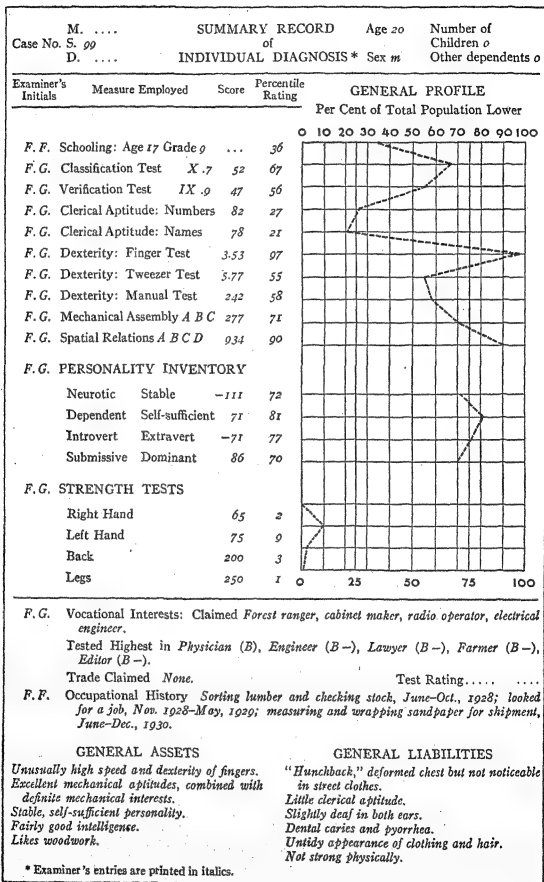 M. ....
Case No. S. 99
D. ....
SUMMARY RECORD
of
INDIVIDUAL DIAGNOSIS *
Age 20
Sex m
Number of
Children 0
Other dependents 0
Examiner's Initials Measure Employed Score Percentile Rating
GENERAL PROFILE
Per Cent of Total Population Lower
0 10 20 30 40 50 60 70 80 90 100
F. F. Schooling: Age 17 Grade 9 ... 36
F. G. Classification Test X .7 52 67
F. G. Verification Test IX .9 47 56
F. G. Clerical Aptitude: Numbers 82 27
F. G. Clerical Aptitude: Names 78 21
F. G. Dexterity: Finger Test 3.53 97
F. G. Dexterity: Tweezer Test 5.77 55
F. G. Dexterity: Manual Test 242 58
F. G. Mechanical Assembly A B C 277 71
F. G. Spatial Relations A B C D 934 90
F. G. PERSONALITY INVENTORY
Neurotic Stable -111 72
Dependent Self-sufficient 71 81
Introvert Extravert -71 77
Submissive Dominant 86 70
F. G. STRENGTH TESTS
Right Hand 65 2
Left Hand 75 9
Back 200 3
Legs 250 1
0 25 50 75 100
F. G. Vocational Interests: Claimed Forest ranger, cabinet maker, radio operator, electrical
engineer.
Tested Highest in Physician (B), Engineer (B-), Lawyer (B-), Farmer (B-),
Editor (B-).
Trade Claimed None. Test Rating..... ....
F. F. Occupational History Sorting lumber and checking stock, June-Oct., 1928; looked
for a job, Nov. 1928-May, 1929; measuring and wrapping sandpaper for shipment,
June-Dec., 1930.
GENERAL ASSETS
Unusually high speed and dexterity of fingers.
Excellent mechanical aptitudes, combined with
definite mechanical interests.
Stable, self-sufficient personality.
Fairly good intelligence.
Likes woodwork.
GENERAL LIABILITIES
"Hunchback," deformed chest but not noticeable
in street clothes.
Little clerical aptitude.
Slightly deaf in both ears.
Dental caries and pyorrhea.
Untidy appearance of clothing and hair.
Not strong physically.
* Examiner's entries are printed in italics.